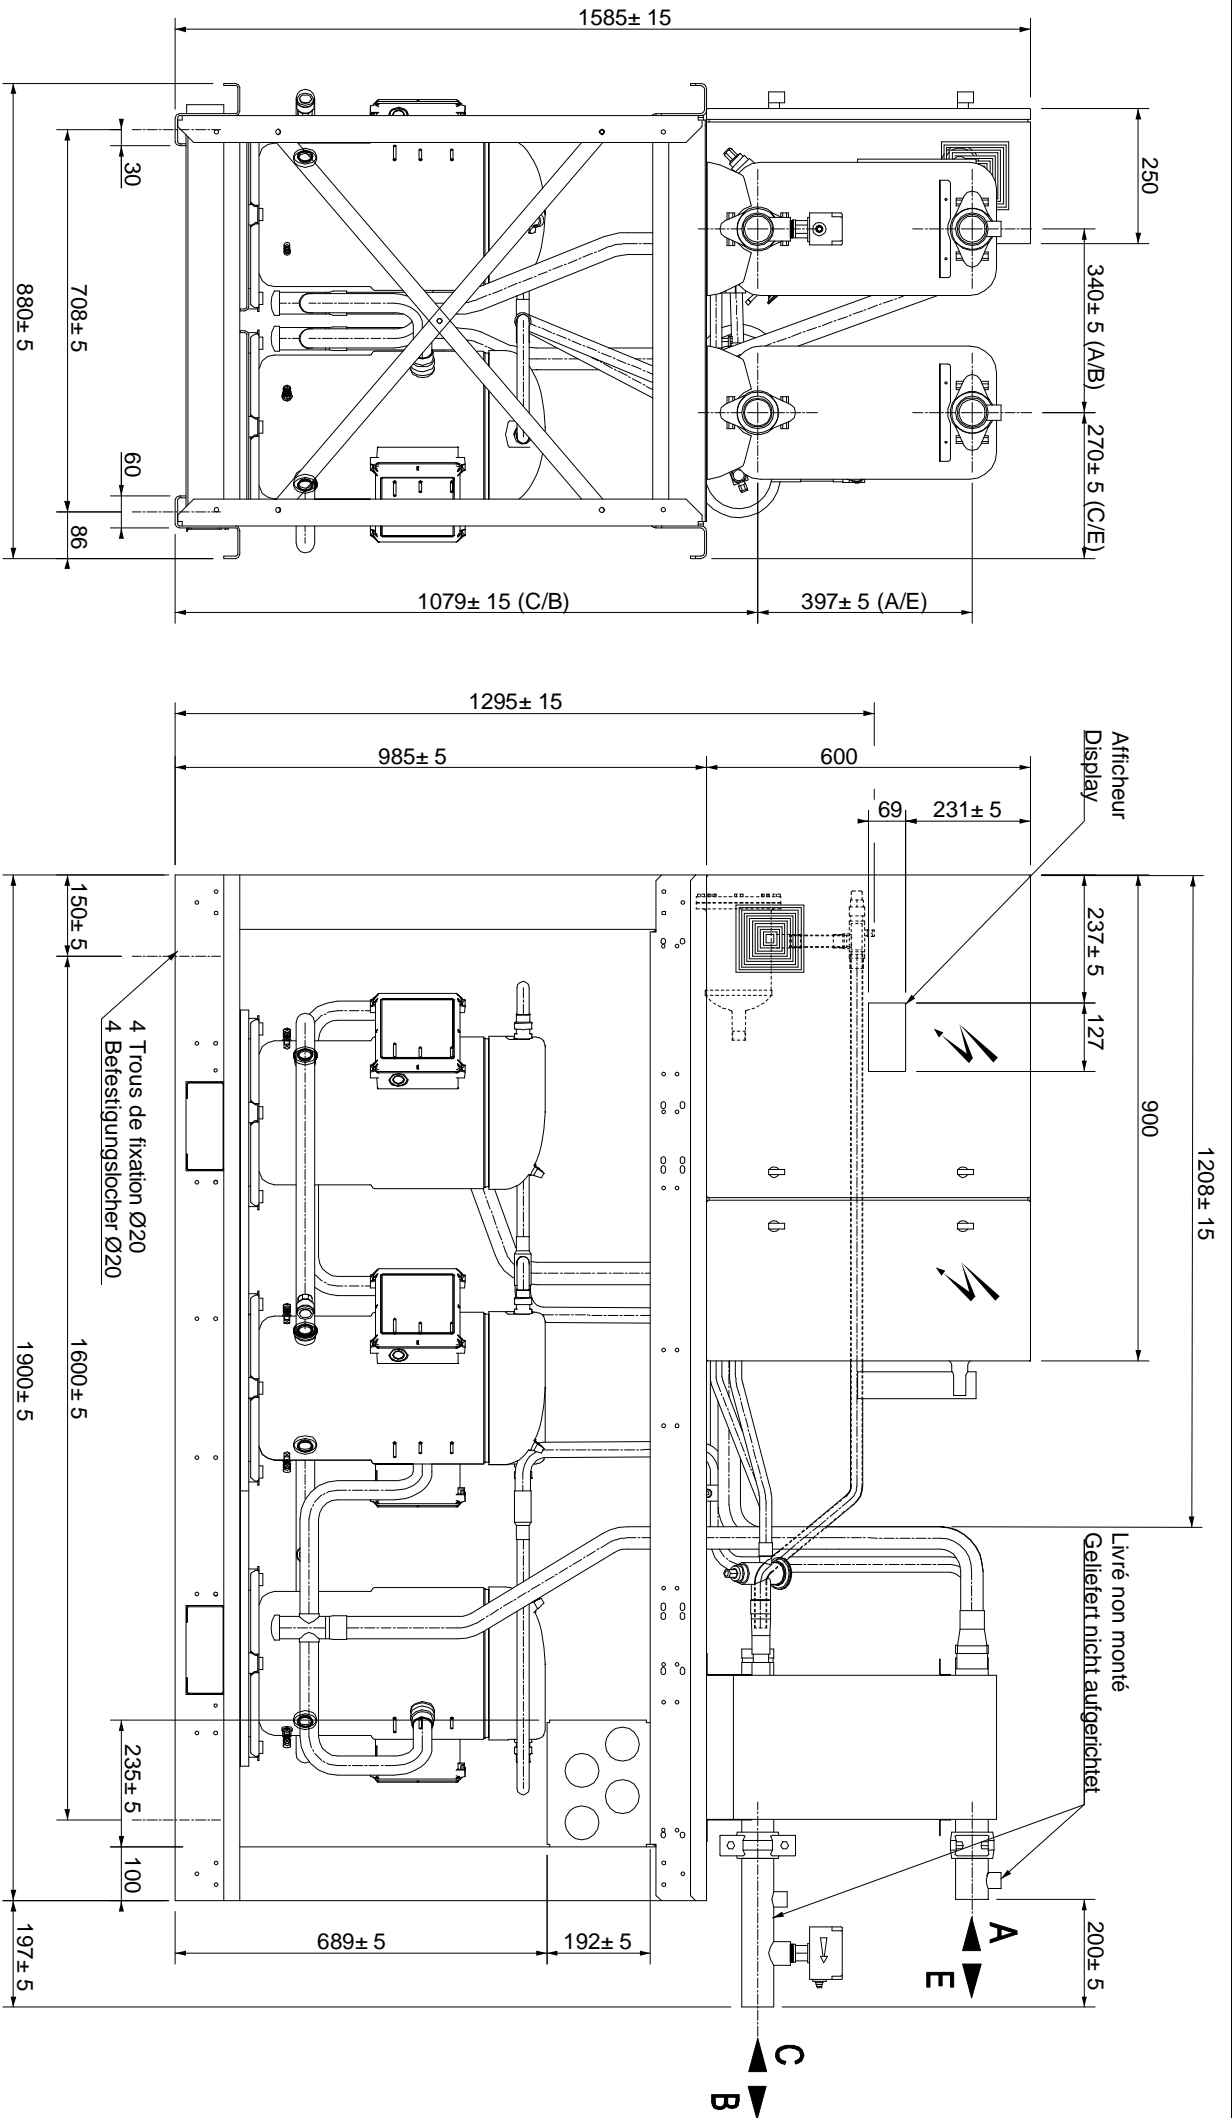 1585± 15
250
340± 5 (A/B)
270± 5 (C/E)
30
708± 5
880± 5
60
86
1079± 15 (C/B)
397± 5 (A/E)
1295± 15
985± 5
600
69
231± 5
Afficheur
Display
237± 5
127
900
1208± 15
150± 5
4 Trous de fixation Ø20
4 Befestigungslocher Ø20
1600± 5
1900± 5
Livré non monté
Geliefert nicht aufgerichtet
235± 5
100
197± 5
689± 5
192± 5
200± 5
A
E
C
B